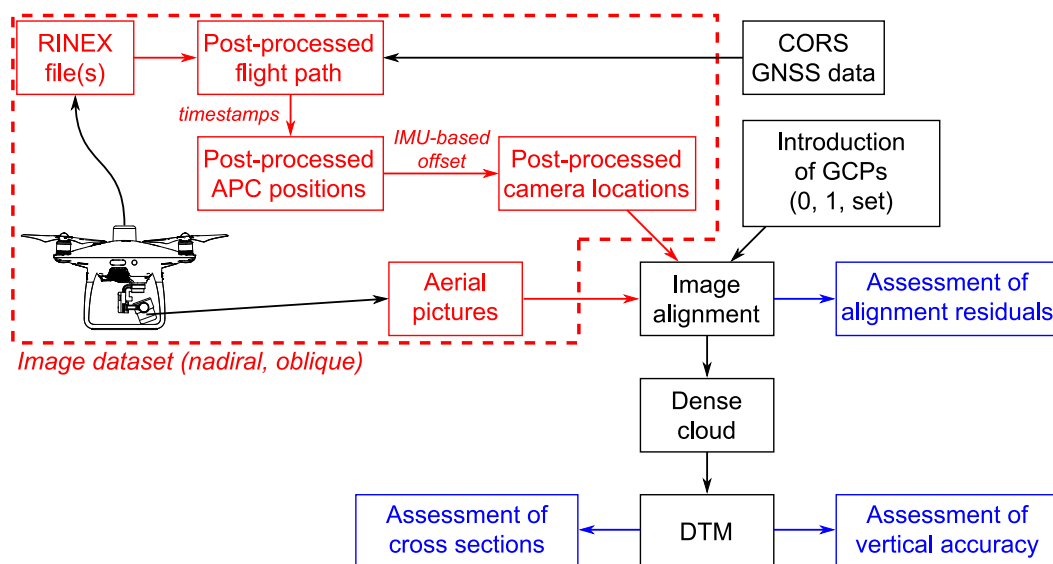 RINEX
file(s)
Post-processed
flight path
CORS
GNSS data
timestamps
IMU-based
offset
Post-processed
APC positions
Post-processed
camera locations
Introduction
of GCPs
(0, 1, set)
Aerial
pictures
Image
alignment
Assessment of
alignment residuals
Image dataset (nadiral, oblique)
Dense
cloud
Assessment of
cross sections
DTM
Assessment of
vertical accuracy